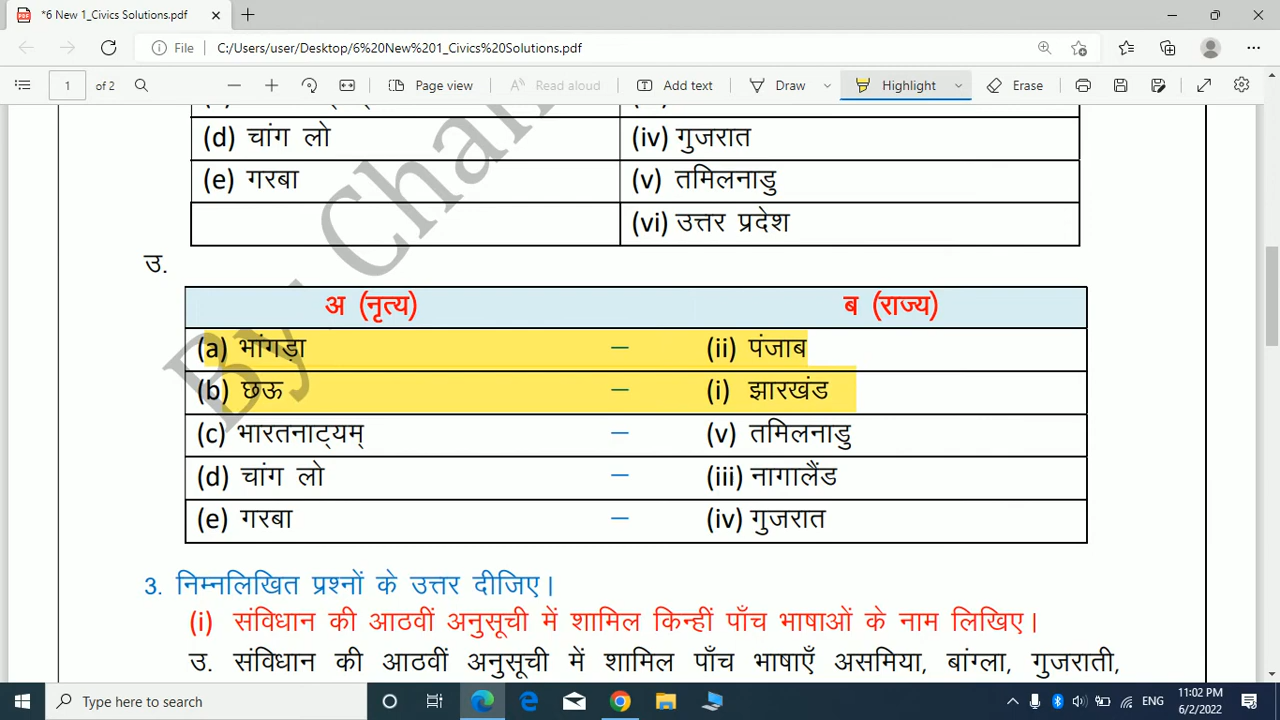 *6 New 1_Civics Solutions.pdf
File C:/Users/user/Desktop/6%20New%201_Civics%20Solutions.pdf
1 of 2 Page view Read aloud Add text Draw Highlight Erase
(d) चांग लो (iv) गुजरात
(e) गरबा (v) तमिलनाडु
(vi) उत्तर प्रदेश
उ.
अ (नृत्य) ब (राज्य)
(a) भांगड़ा – (ii) पंजाब
(b) छऊ – (i) झारखंड
(c) भारतनाट्यम् – (v) तमिलनाडु
(d) चांग लो – (iii) नागालैंड
(e) गरबा – (iv) गुजरात
3. निम्नलिखित प्रश्नों के उत्तर दीजिए।
(i) संविधान की आठवीं अनुसूची में शामिल किन्हीं पाँच भाषाओं के नाम लिखिए।
उ. संविधान की आठवीं अनुसूची में शामिल पाँच भाषाएँ असमिया, बांग्ला, गुजराती,
By Chan
Type here to search
ENG
11:02 PM
6/2/2022